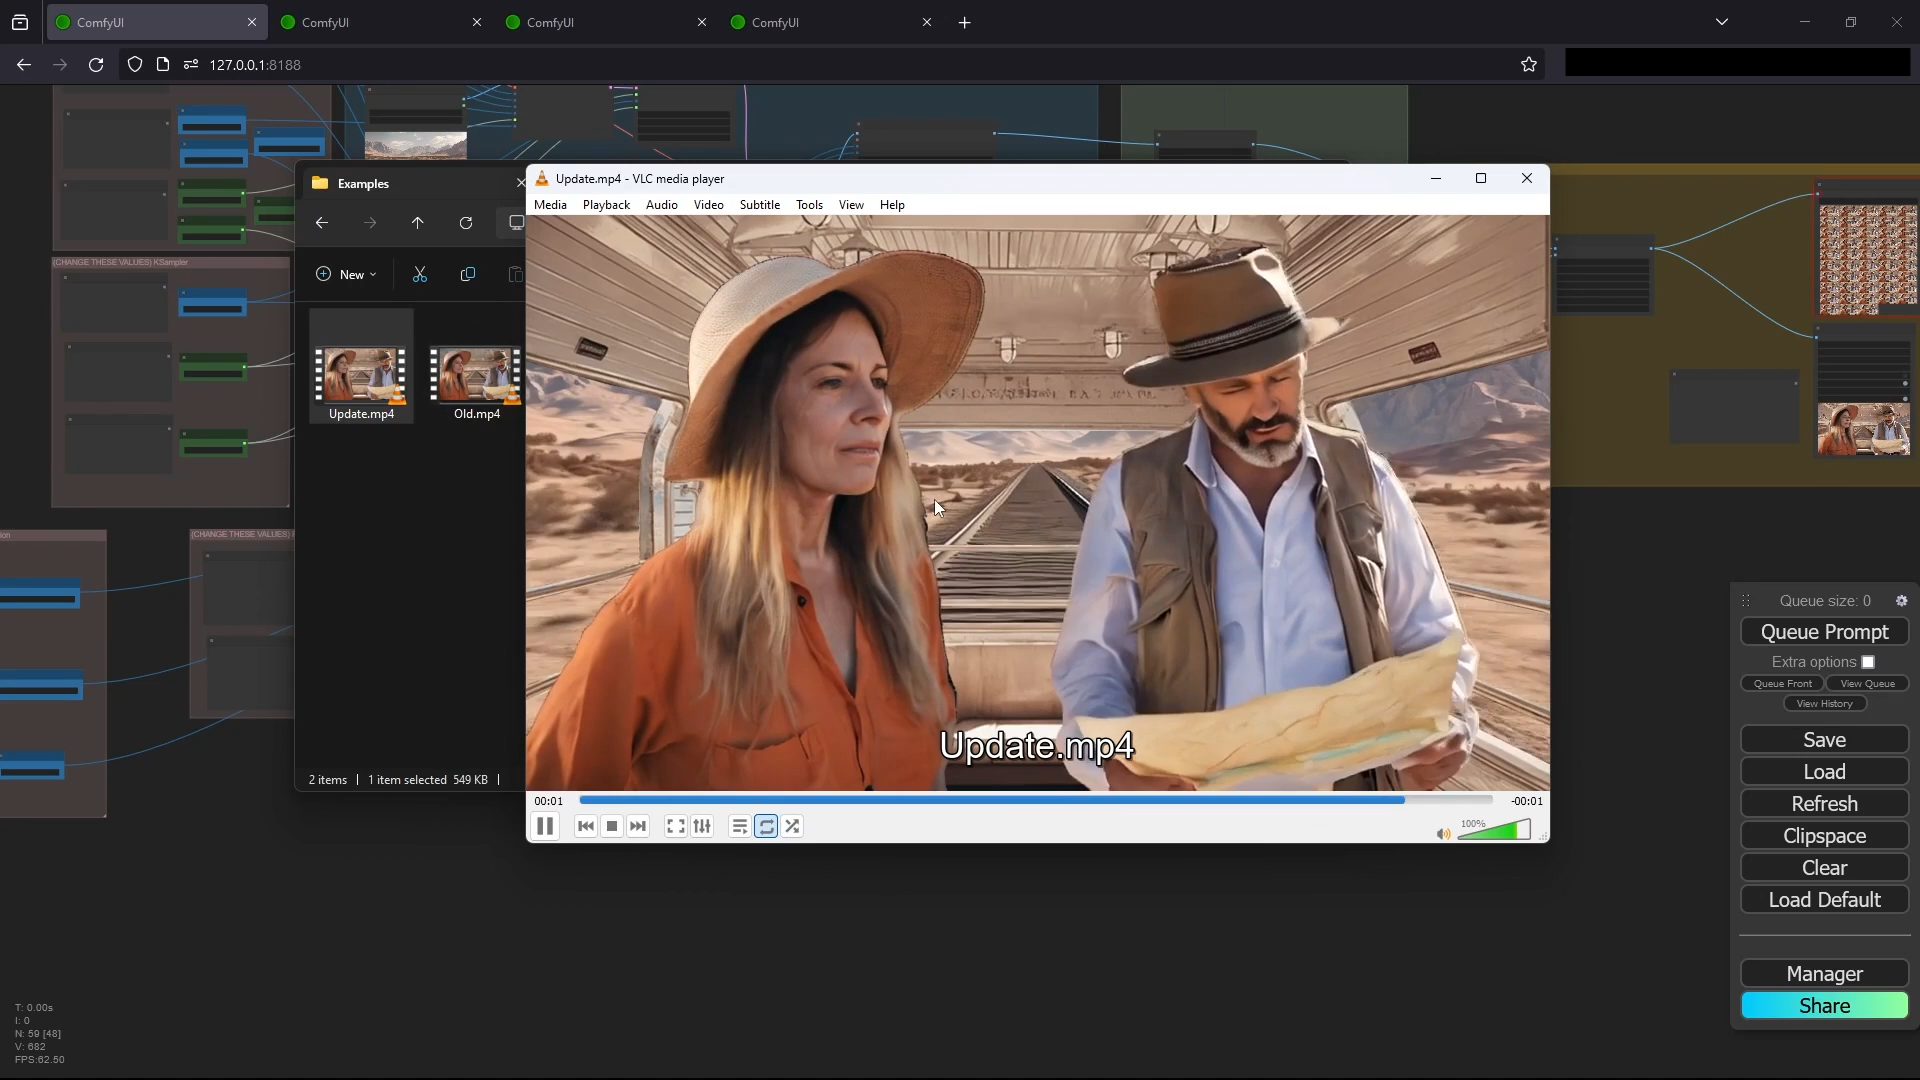 ComfyUI
ComfyUI
ComfyUI
ComfyUI
127.0.0.1:8188
(CHANGE THESE VALUES) KSampler
(CHANGE THESE VALUES)
Examples
New
Update.mp4
Old.mp4
2 items
1 item selected 549 KB
Update.mp4 - VLC media player
Media Playback Audio Video Subtitle Tools View Help
Update.mp4
00:01
-00:01
100%
Queue size: 0
Queue Prompt
Extra options
Queue Front
View Queue
View History
Save
Load
Refresh
Clipspace
Clear
Load Default
Manager
Share
T: 0.00s
I: 0
N: 59 [48]
V: 682
FPS:62.50